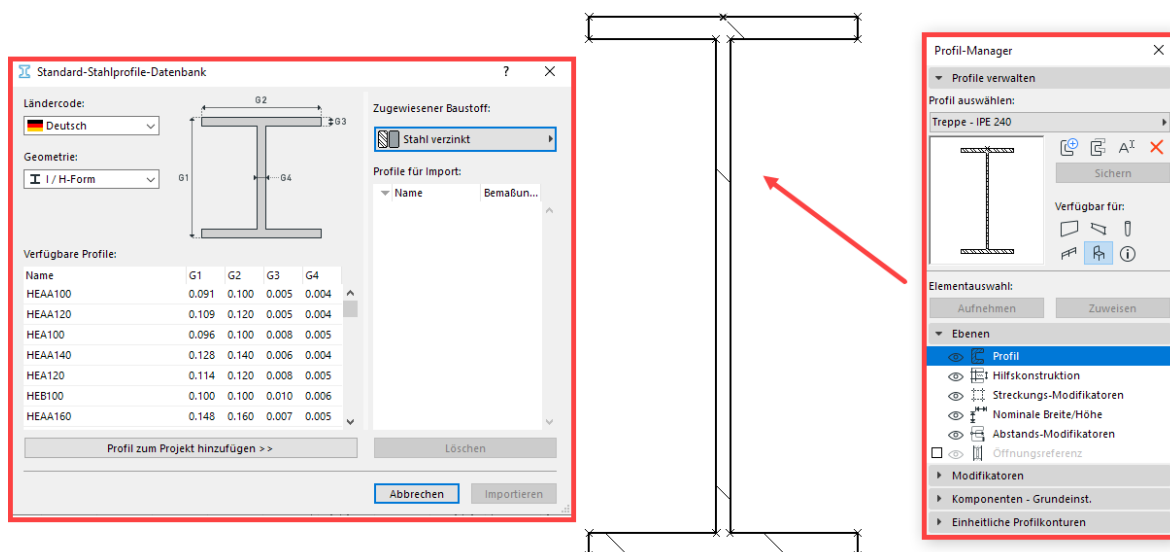 Standard-Stahlprofile-Datenbank
Ländercode:
Deutsch
Geometrie:
I / H-Form
G2
G3
G1
G4
Zugewiesener Baustoff:
Stahl verzinkt
Profile für Import:
Name Bemaßun...
Verfügbare Profile:
Name G1 G2 G3 G4
HEAA100 0.091 0.100 0.005 0.004
HEAA120 0.109 0.120 0.005 0.004
HEA100 0.096 0.100 0.008 0.005
HEAA140 0.128 0.140 0.006 0.004
HEA120 0.114 0.120 0.008 0.005
HEB100 0.100 0.100 0.010 0.006
HEAA160 0.148 0.160 0.007 0.005
Profil zum Projekt hinzufügen >>
Löschen
Abbrechen
Importieren
Profil-Manager
Profile verwalten
Profil auswählen:
Treppe - IPE 240
Sichern
Verfügbar für:
Elementauswahl:
Aufnehmen
Zuweisen
Ebenen
Profil
Hilfskonstruktion
Streckungs-Modifikatoren
Nominale Breite/Höhe
Abstands-Modifikatoren
Öffnungsreferenz
Modifikatoren
Komponenten - Grundeinst.
Einheitliche Profilkonturen